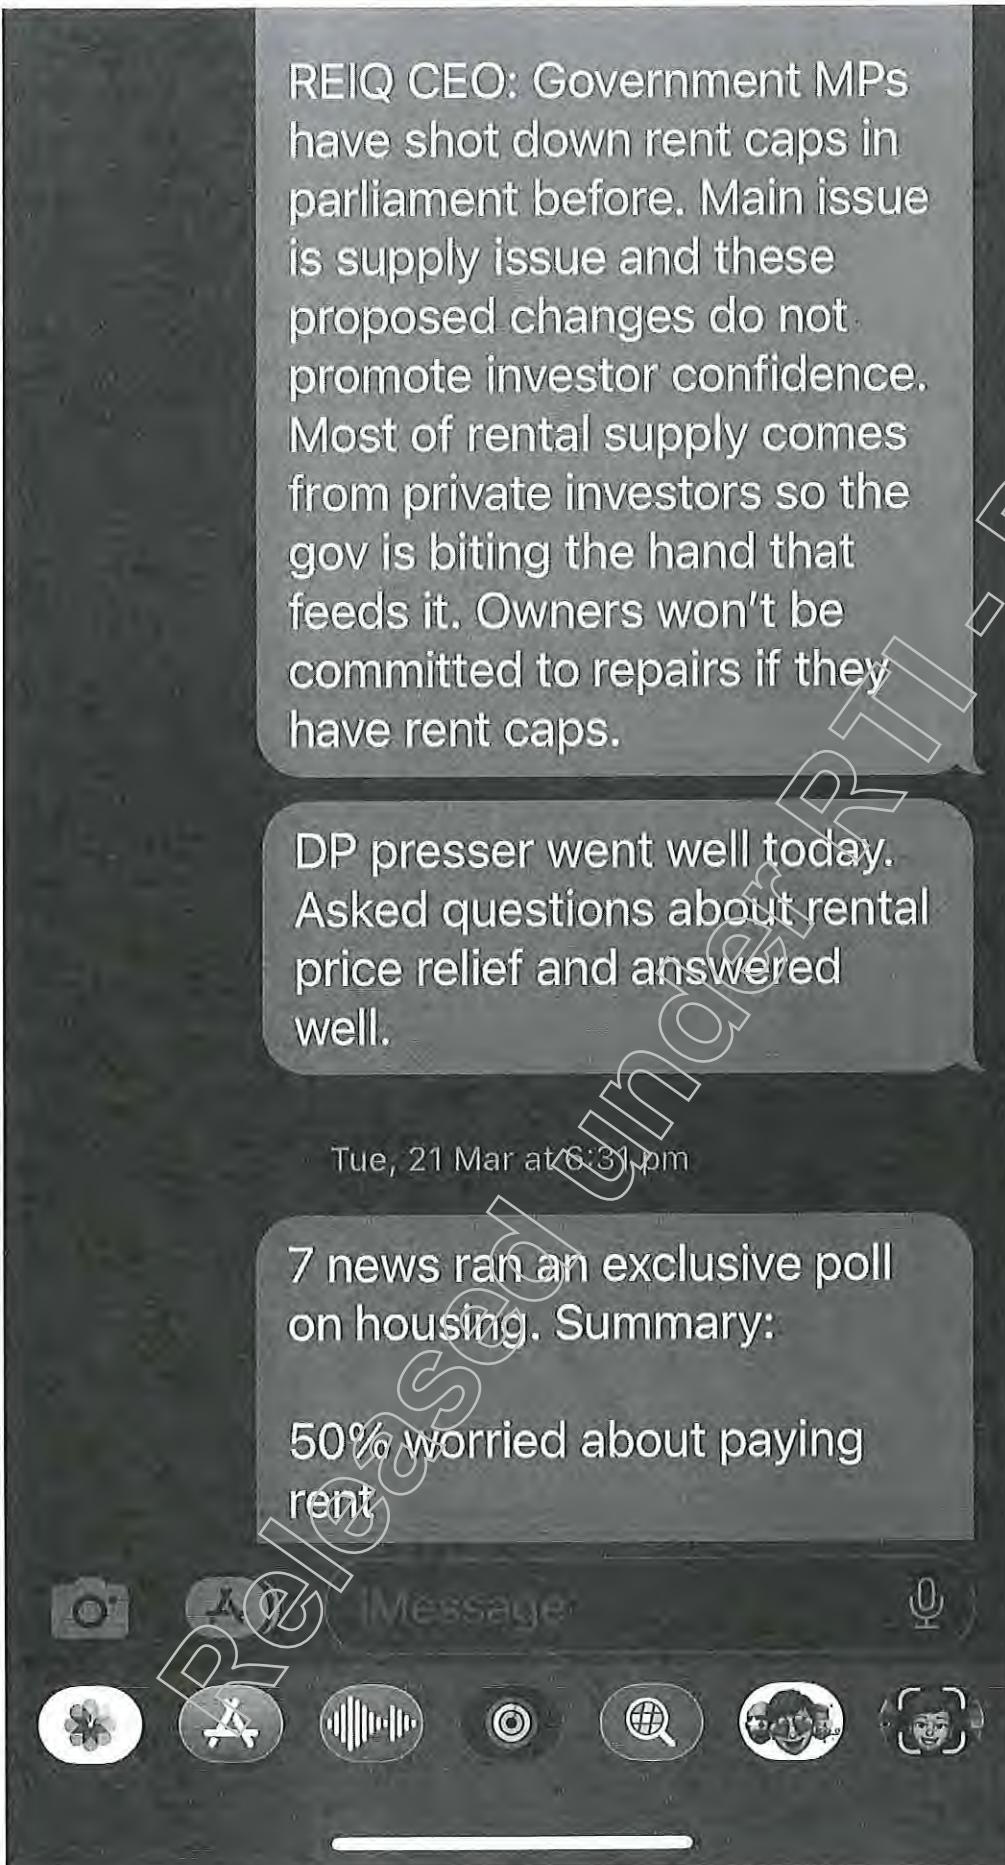 REIQ CEO: Government MPs
have shot down rent caps in
parliament before. Main issue
is supply issue and these
proposed changes do not
promote investor confidence.
Most of rental supply comes
from private investors so the
gov is biting the hand that
feeds it. Owners won't be
committed to repairs if they
have rent caps.
DP presser went well today.
Asked questions about rental
price relief and answered
well.
Tue, 21 Mar at 6:31 pm
7 news ran an exclusive poll
on housing. Summary:
50% worried about paying
rent
iMessage
Released under RTI -